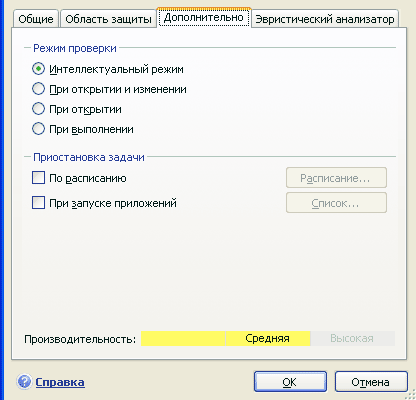 Общие Область защиты Дополнительно Эвристический анализатор
Режим проверки
Интеллектуальный режим
При открытии и изменении
При открытии
При выполнении
Приостановка задачи
По расписанию Расписание...
При запуске приложений Список...
Производительность: Средняя Высокая
Справка OK Отмена